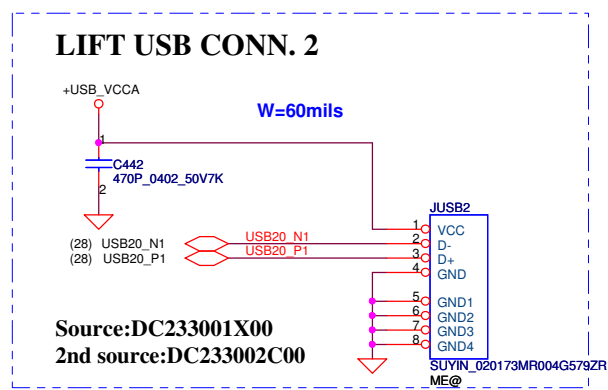 LIFT USB CONN. 2
+USB_VCCA
W=60mils
1
C442
470P_0402_50V7K
2
JUSB2
(28) USB20_N1 USB20_N1
(28) USB20_P1 USB20_P1
1 VCC
2 D-
3 D+
4 GND
5 GND1
6 GND2
7 GND3
8 GND4
Source:DC233001X00
2nd source:DC233002C00
SUYIN_020173MR004G579ZR
ME@